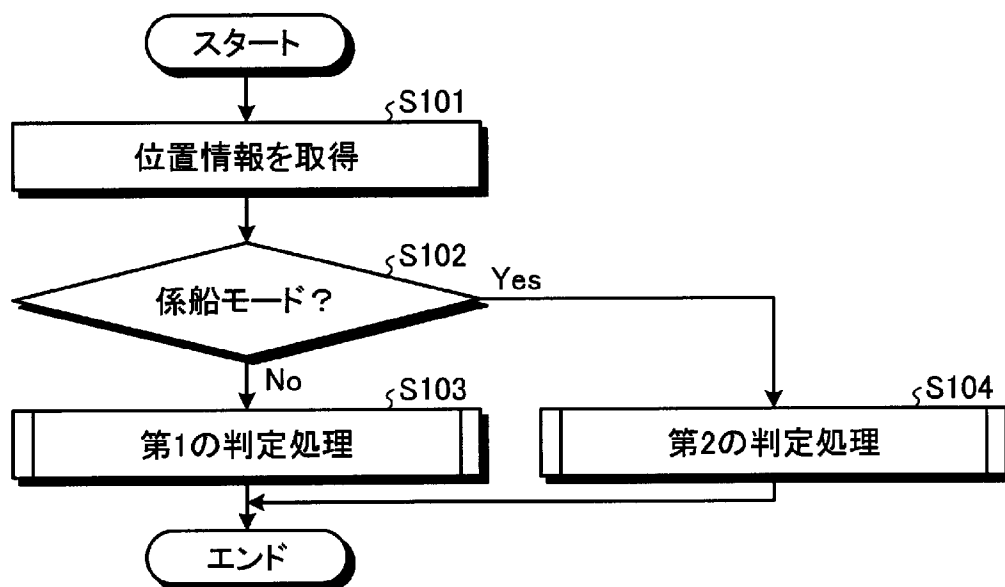 スタート
S101
位置情報を取得
S102
係船モード？
Yes
No
S103
第1の判定処理
S104
第2の判定処理
エンド